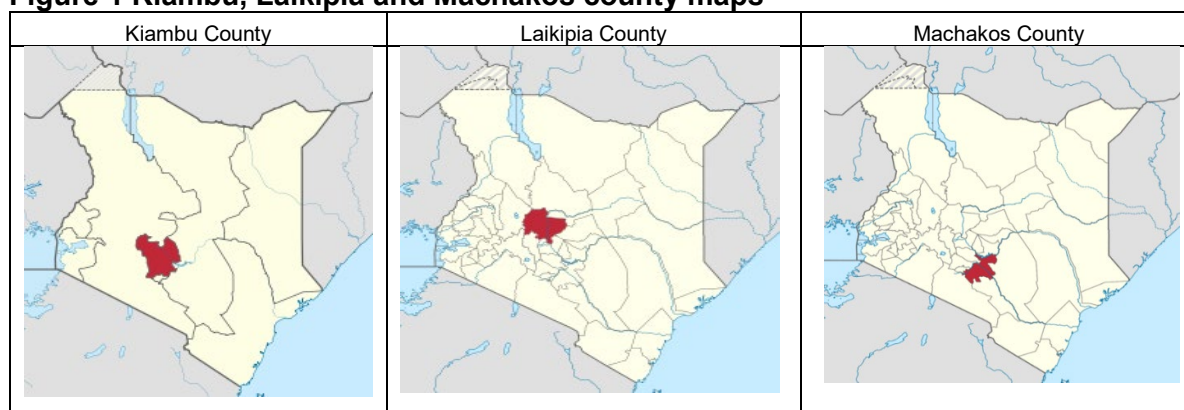 Figure 1 Kiambu, Laikipia and Machakos county maps
Kiambu County
Laikipia County
Machakos County